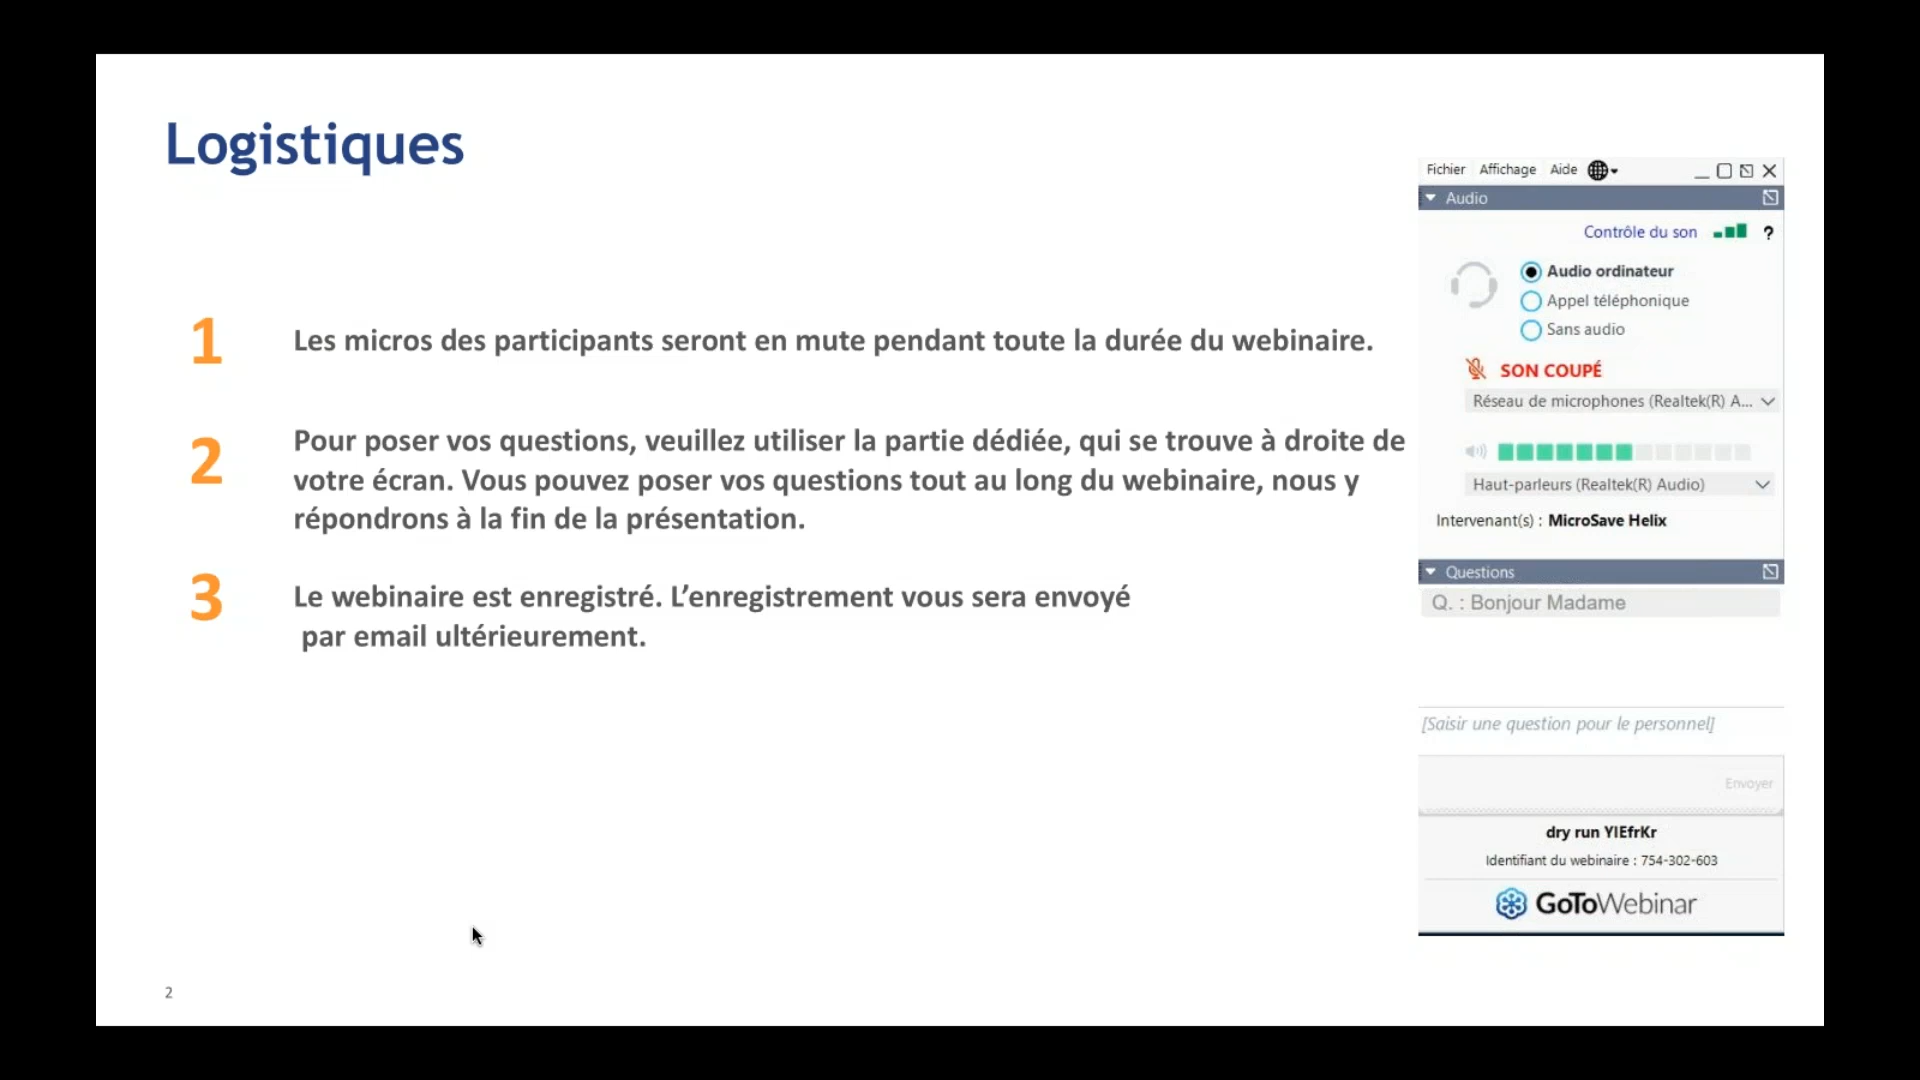 Logistiques
1
Les micros des participants seront en mute pendant toute la durée du webinaire.
2
Pour poser vos questions, veuillez utiliser la partie dédiée, qui se trouve à droite de
votre écran. Vous pouvez poser vos questions tout au long du webinaire, nous y
répondrons à la fin de la présentation.
3
Le webinaire est enregistré. L’enregistrement vous sera envoyé
par email ultérieurement.
2
Fichier Affichage Aide
Audio
Contrôle du son ?
Audio ordinateur
Appel téléphonique
Sans audio
SON COUPÉ
Réseau de microphones (Realtek(R) A...
Haut-parleurs (Realtek(R) Audio)
Intervenant(s) : MicroSave Helix
Questions
Q. : Bonjour Madame
[Saisir une question pour le personnel]
Envoyer
dry run YIEfrKr
Identifiant du webinaire : 754-302-603
GoToWebinar